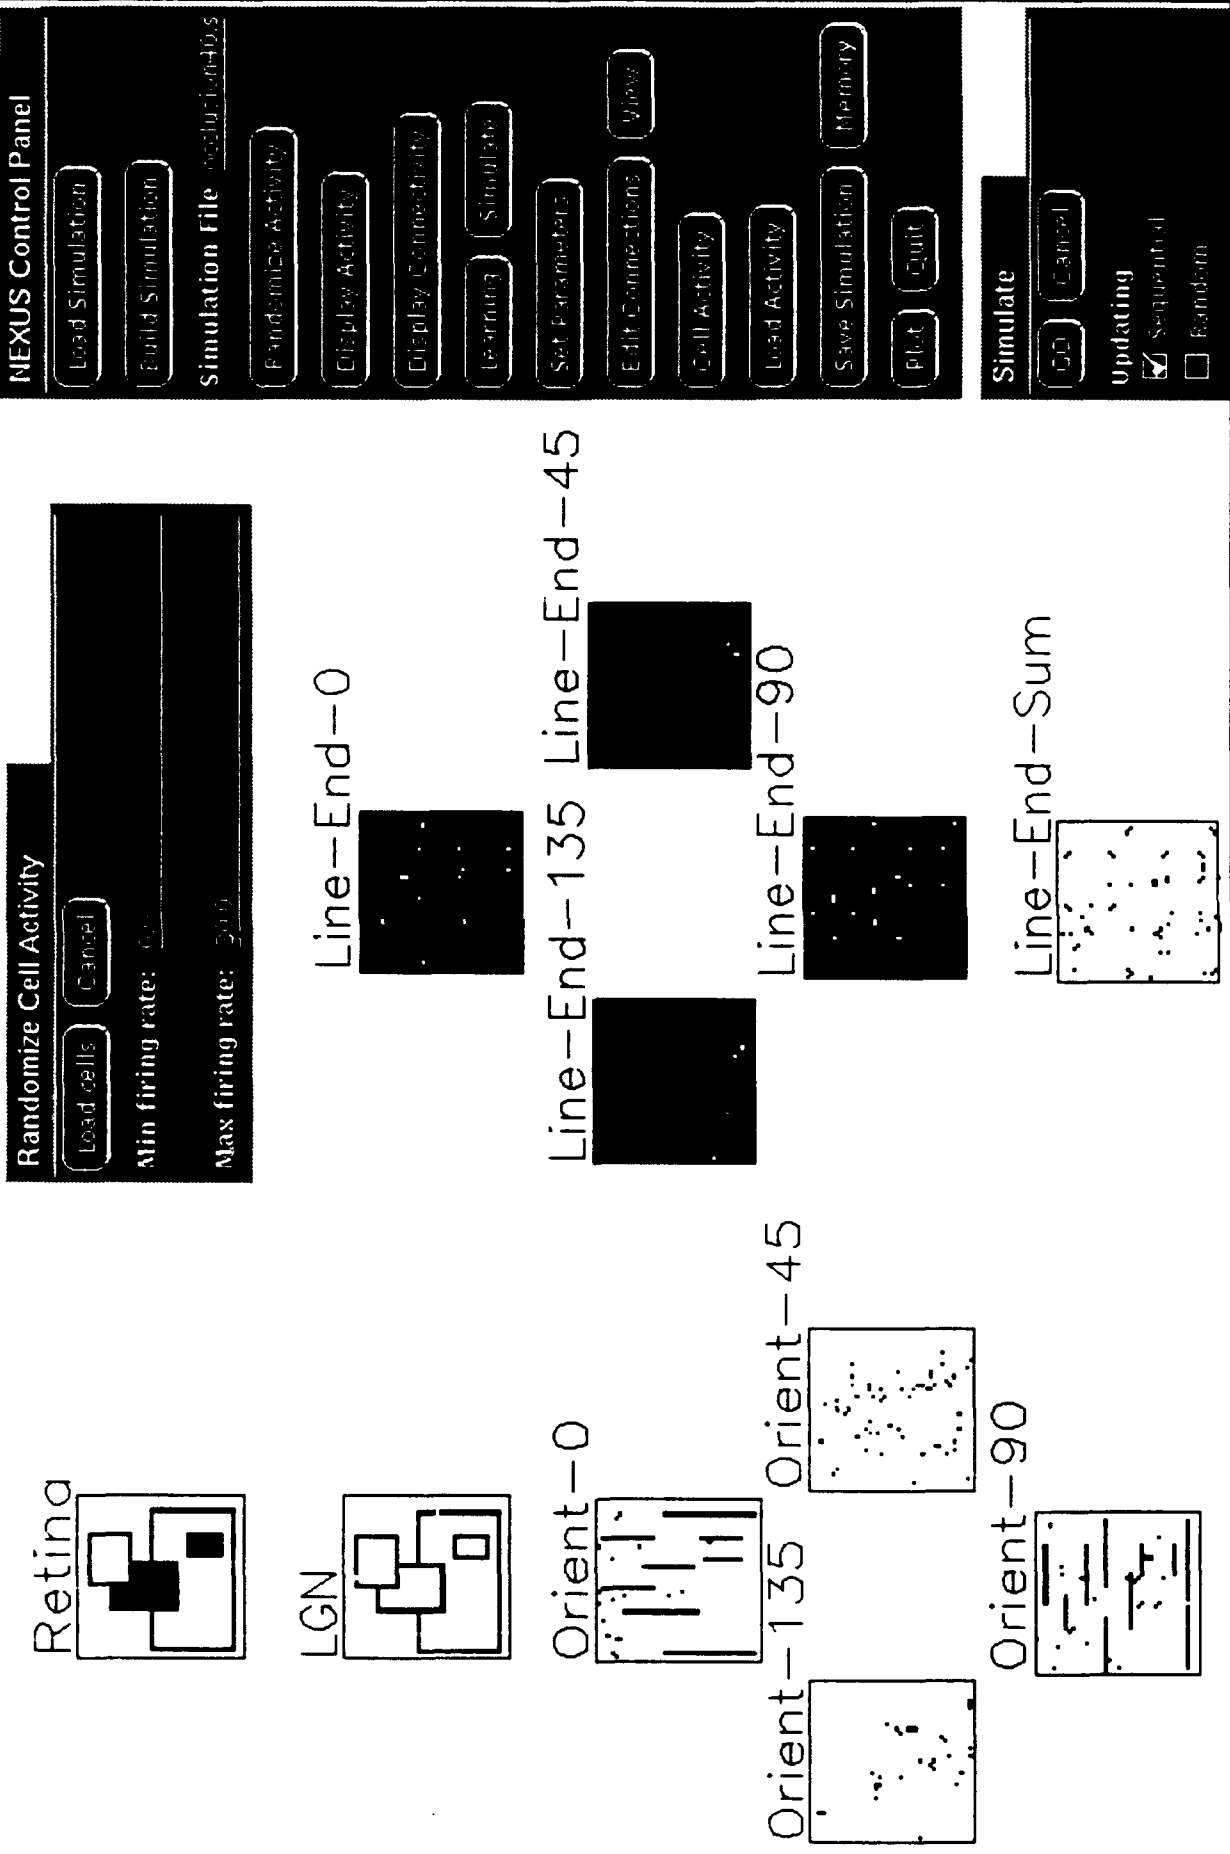 Retina
LGN
Orient-0
Orient-135
Orient-45
Orient-90
Randomize Cell Activity
Load cells
Cancel
Min firing rate:
Max firing rate:
Line-End-0
Line-End-135
Line-End-45
Line-End-90
Line-End-Sum
NEXUS Control Panel
Load Simulation
Build Simulation
Simulation File
Randomize Activity
Display Activity
Display Connectivity
Learning
Simulate
Set Parameters
Edit Connections
View
Cell Activity
Load Activity
Save Simulation
Memory
Plot
Quit
Simulate
GO
Cancel
Updating
Sequential
Random